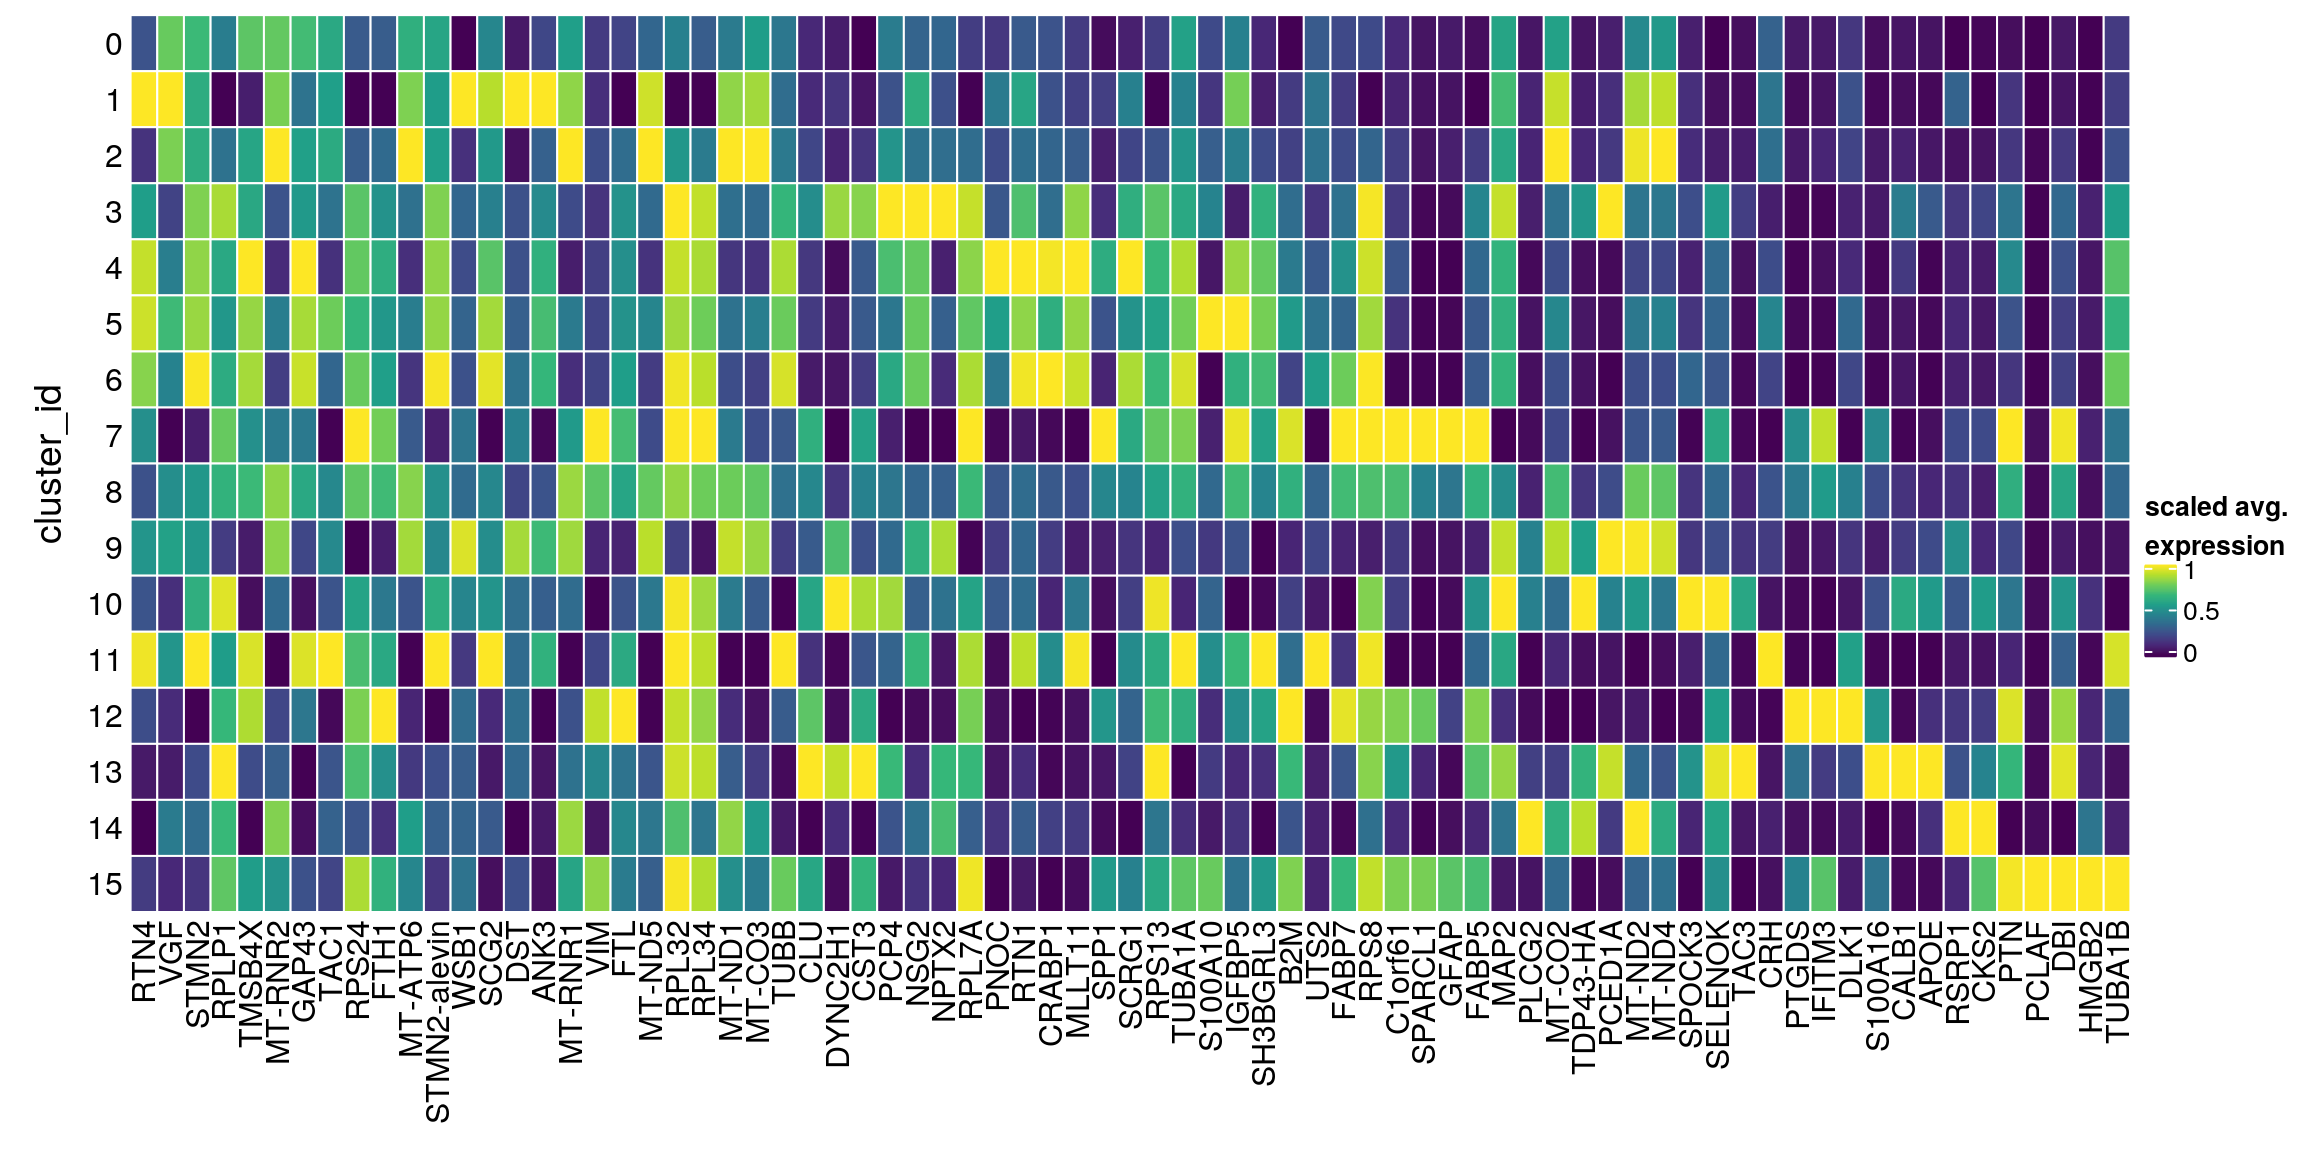 0
1
2
3
4
5
6
7
8
9
10
11
12
13
14
15
cluster_id
scaled avg.
expression
1
0.5
0
RTN4
VGF
STMN2
RPLP1
TMSB4X
MT-RNR2
GAP43
TAC1
RPS24
FTH1
MT-ATP6
STMN2-alevin
WSB1
SCG2
DST
ANK3
MT-RNR1
VIM
FTL
MT-ND5
RPL32
RPL34
MT-ND1
MT-CO3
TUBB
CLU
DYNC2H1
CST3
PCP4
NSG2
NPTX2
RPL7A
PNOC
RTN1
CRABP1
MLLT11
SPP1
SCRG1
RPS13
TUBA1A
S100A10
IGFBP5
SH3BGRL3
B2M
UTS2
FABP7
RPS8
C1orf61
SPARCL1
GFAP
FABP5
MAP2
PLCG2
MT-CO2
TDP43-HA
PCED1A
MT-ND2
MT-ND4
SPOCK3
SELENOK
TAC3
CRH
PTGDS
IFITM3
DLK1
S100A16
CALB1
APOE
RSRP1
CKS2
PTN
PCLAF
DBI
HMGB2
TUBA1B